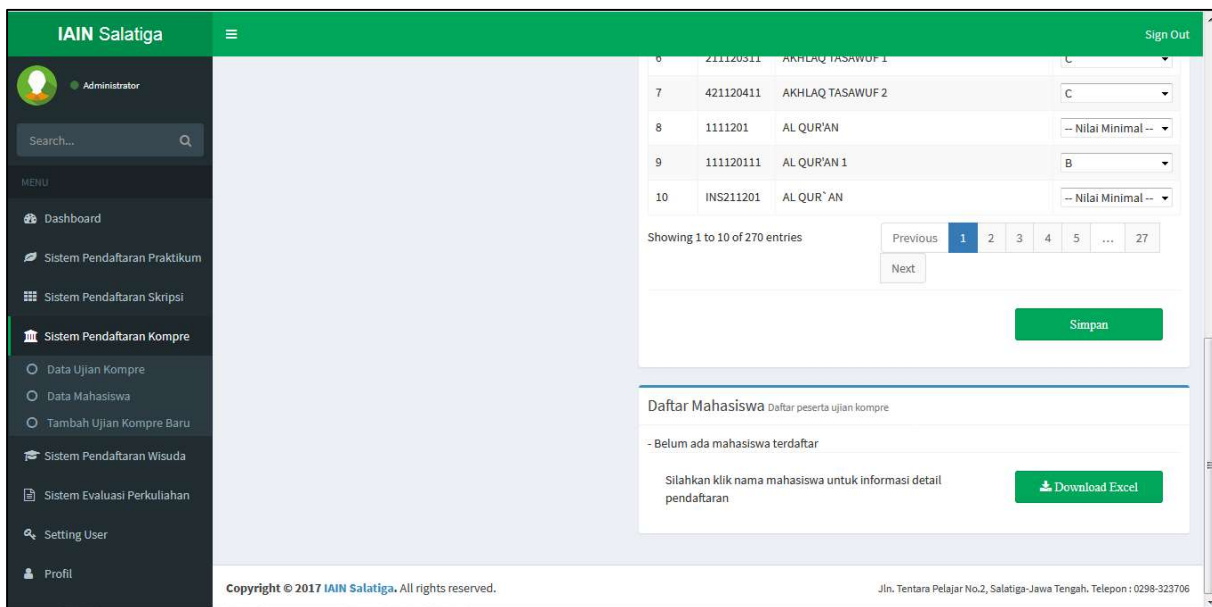 IAIN Salatiga
Sign Out
Administrator
Search...
MENU
Dashboard
Sistem Pendaftaran Praktikum
Sistem Pendaftaran Skripsi
Sistem Pendaftaran Kompre
Data Ujian Kompre
Data Mahasiswa
Tambah Ujian Kompre Baru
Sistem Pendaftaran Wisuda
Sistem Evaluasi Perkuliahan
Setting User
Profil
6 211120311 AKHLAQ TASAWUF 1 C
7 421120411 AKHLAQ TASAWUF 2 C
8 1111201 AL QUR'AN -- Nilai Minimal --
9 111120111 AL QUR'AN 1 B
10 INS211201 AL QUR`AN -- Nilai Minimal --
Showing 1 to 10 of 270 entries
Previous 1 2 3 4 5 ... 27
Next
Simpan
Daftar Mahasiswa Daftar peserta ujian kompre
- Belum ada mahasiswa terdaftar
Silahkan klik nama mahasiswa untuk informasi detail
pendaftaran
Download Excel
Copyright © 2017 IAIN Salatiga. All rights reserved.
Jln. Tentara Pelajar No.2, Salatiga-Jawa Tengah. Telepon : 0298-323706